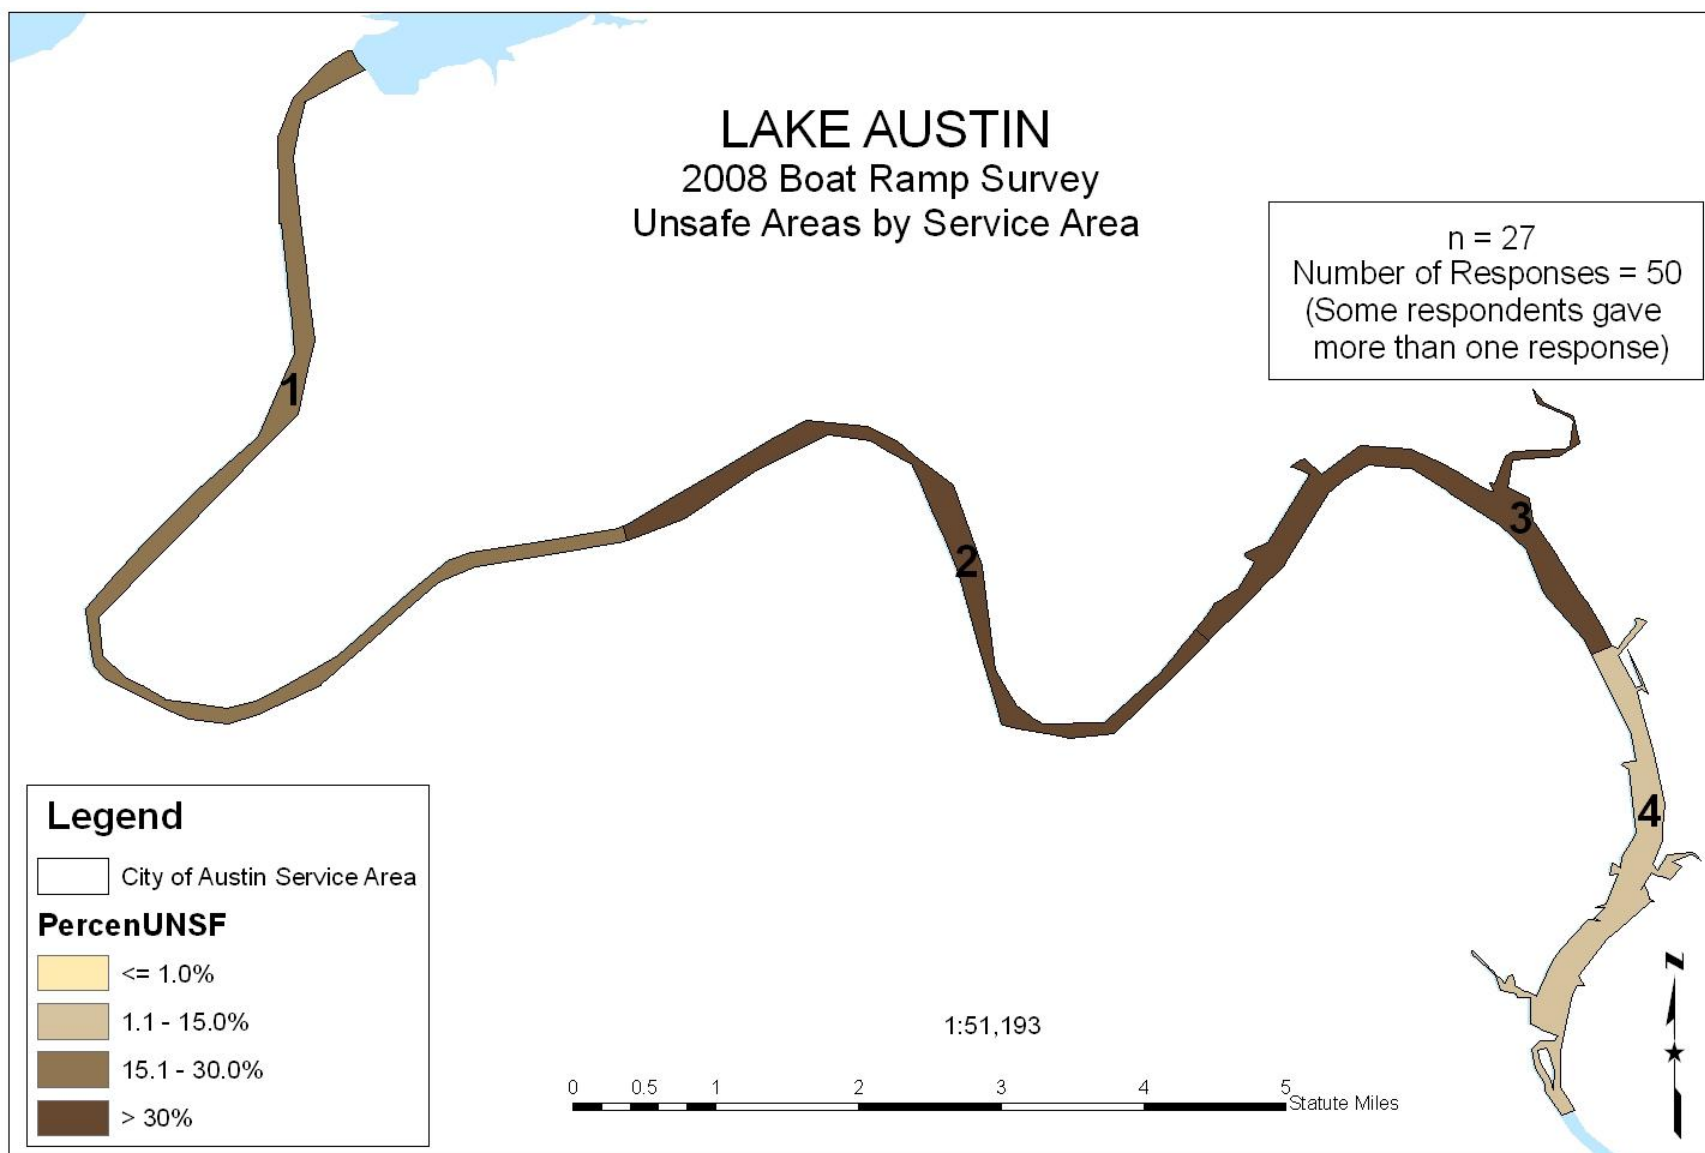 LAKE AUSTIN
2008 Boat Ramp Survey
Unsafe Areas by Service Area
n = 27
Number of Responses = 50
(Some respondents gave
more than one response)
1
2
3
4
Legend
City of Austin Service Area
PercenUNSF
<= 1.0%
1.1 - 15.0%
15.1 - 30.0%
> 30%
1:51,193
0 0.5 1 2 3 4 5
Statute Miles
N